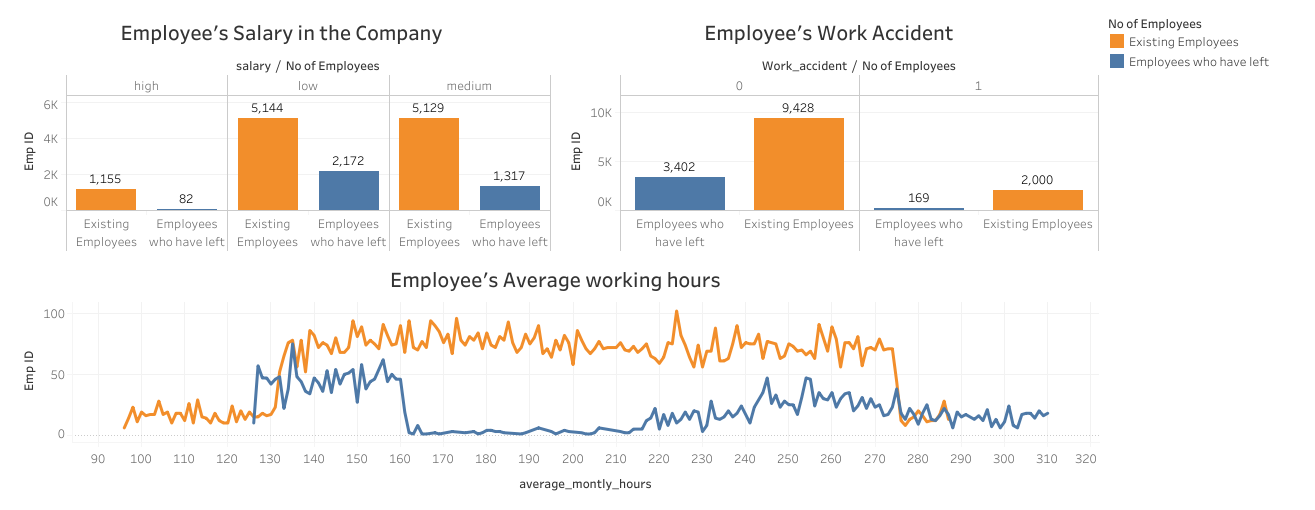 Employee's Salary in the Company
salary / No of Employees
high low medium
Emp ID
6K
4K
2K
0K
1,155
82
5,144
2,172
5,129
1,317
Existing Employees
Employees who have left
Existing Employees
Employees who have left
Existing Employees
Employees who have left
Employee's Work Accident
Work_accident / No of Employees
0 1
Emp ID
10K
5K
0K
3,402
9,428
169
2,000
Employees who have left
Existing Employees
Employees who have left
Existing Employees
No of Employees
Existing Employees
Employees who have left
Employee's Average working hours
Emp ID
100
50
0
90 100 110 120 130 140 150 160 170 180 190 200 210 220 230 240 250 260 270 280 290 300 310 320
average_montly_hours